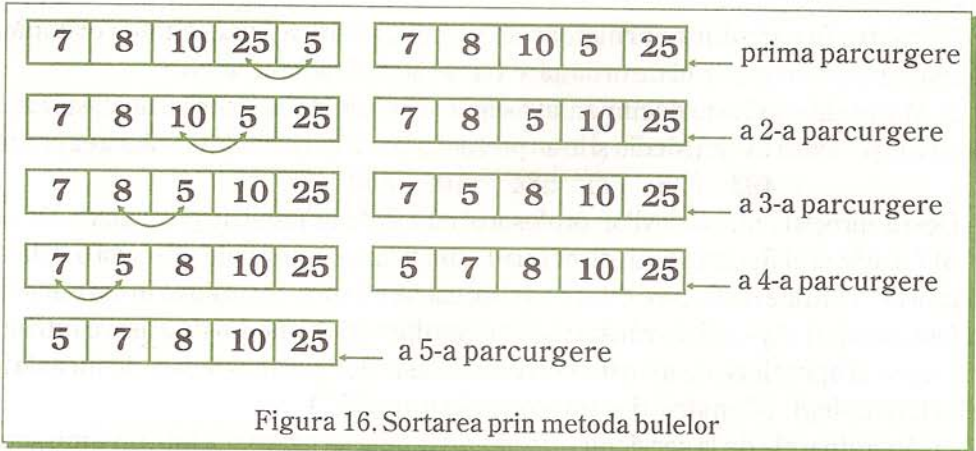 7 8 10 25 5 7 8 10 5 25 prima parcurgere
7 8 10 5 25 7 8 5 10 25 a 2-a parcurgere
7 8 5 10 25 7 5 8 10 25 a 3-a parcurgere
7 5 8 10 25 5 7 8 10 25 a 4-a parcurgere
5 7 8 10 25 a 5-a parcurgere
Figura 16. Sortarea prin metoda bulelor